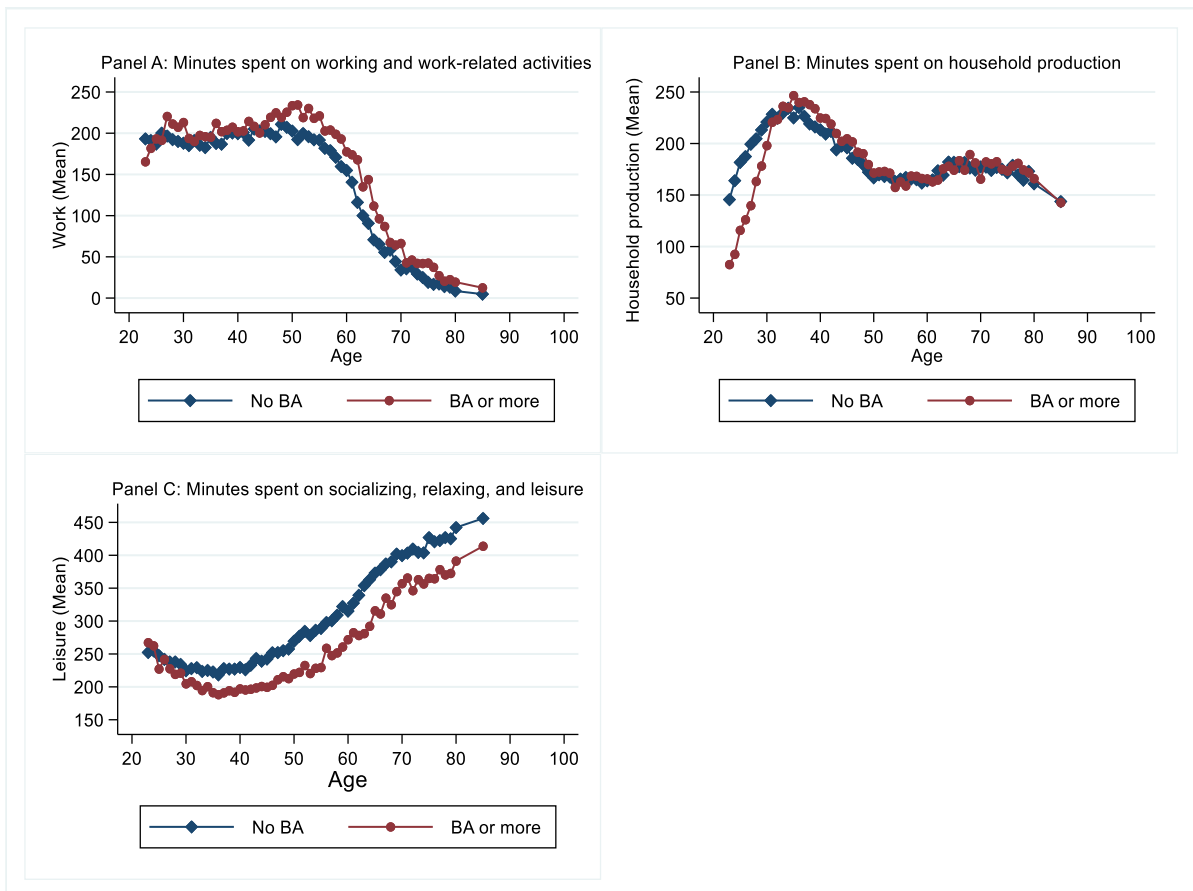 Panel A: Minutes spent on working and work-related activities
Work (Mean)
250
200
150
100
50
0
20 30 40 50 60 70 80 90 100
Age
No BA BA or more
Panel B: Minutes spent on household production
Household production (Mean)
250
200
150
100
50
20 30 40 50 60 70 80 90 100
Age
No BA BA or more
Panel C: Minutes spent on socializing, relaxing, and leisure
Leisure (Mean)
450
400
350
300
250
200
150
20 30 40 50 60 70 80 90 100
Age
No BA BA or more